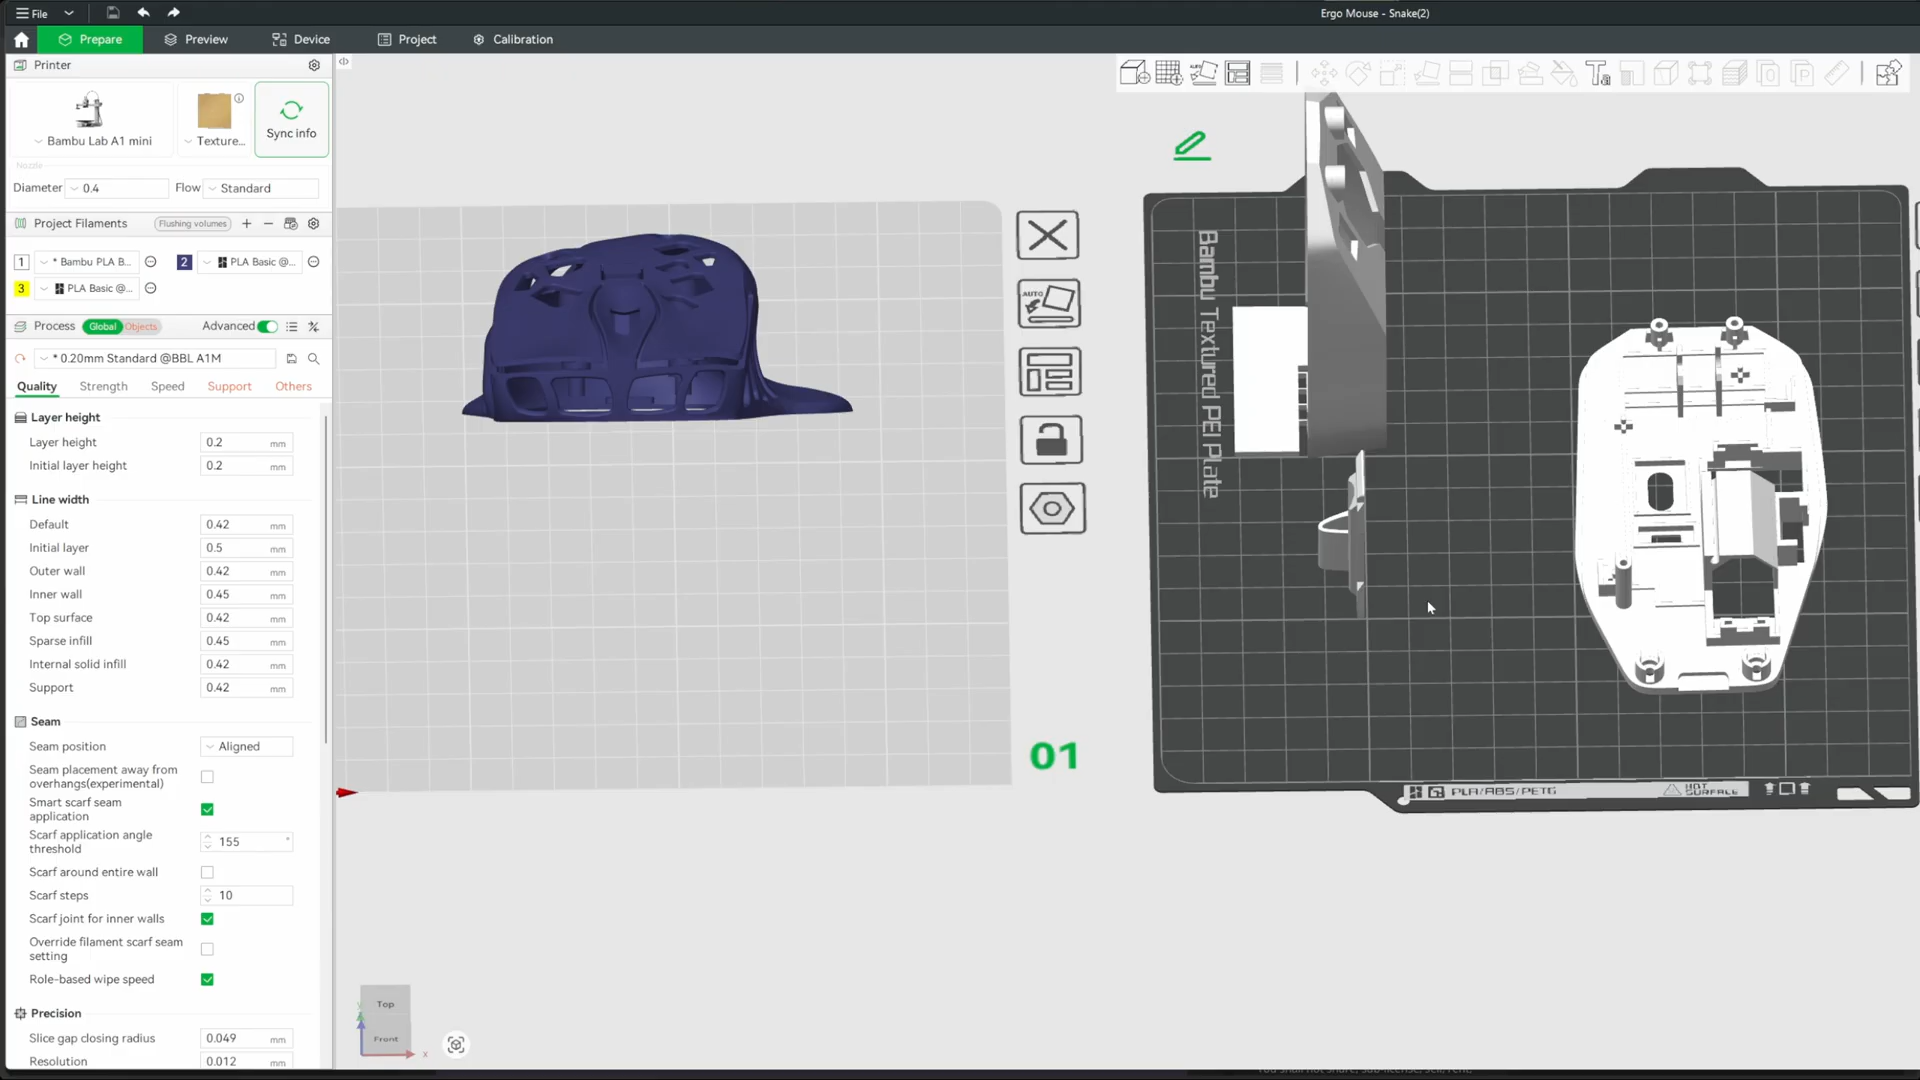 File
Ergo Mouse - Snake(2)
Prepare
Preview
Device
Project
Calibration
Printer
Bambu Lab A1 mini
Texture...
Sync info
Nozzle
Diameter
0.4
Flow
Standard
Project Filaments
Flushing volumes
1
* Bambu PLA B...
2
PLA Basic @...
3
PLA Basic @...
Process
Global
Objects
Advanced
* 0.20mm Standard @BBL A1M
Quality
Strength
Speed
Support
Others
Layer height
Layer height
0.2
mm
Initial layer height
0.2
mm
Line width
Default
0.42
mm
Initial layer
0.5
mm
Outer wall
0.42
mm
Inner wall
0.45
mm
Top surface
0.42
mm
Sparse infill
0.45
mm
Internal solid infill
0.42
mm
Support
0.42
mm
Seam
Seam position
Aligned
Seam placement away from
overhangs(experimental)
Smart scarf seam
application
Scarf application angle
threshold
155
°
Scarf around entire wall
Scarf steps
10
Scarf joint for inner walls
Override filament scarf seam
setting
Role-based wipe speed
Precision
Slice gap closing radius
0.049
mm
Resolution
0.012
mm
AUTO
01
Bambu Textured PEI Plate
PLA/ABS/PETG
HOT
SURFACE
Top
Front
y
x